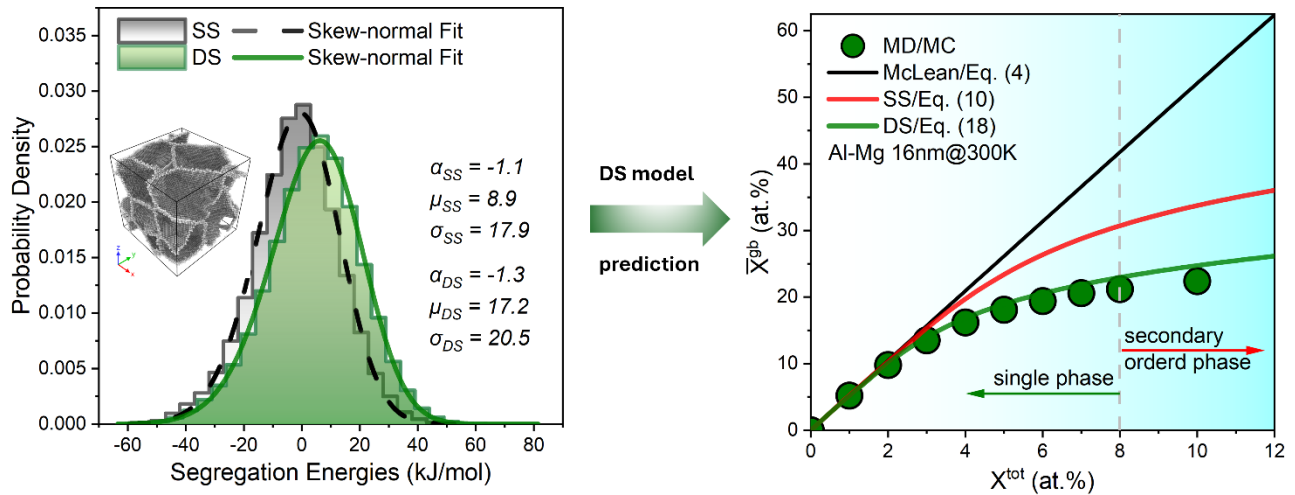 SS
Skew-normal Fit
DS
Skew-normal Fit
0.035
0.030
0.025
0.020
0.015
0.010
0.005
0.000
Probability Density
z
y
x
α_SS = -1.1
μ_SS = 8.9
σ_SS = 17.9
α_DS = -1.3
μ_DS = 17.2
σ_DS = 20.5
-60 -40 -20 0 20 40 60 80
Segregation Energies (kJ/mol)
DS model
prediction
60
50
40
30
20
10
0
X̅^gb (at.%)
MD/MC
McLean/Eq. (4)
SS/Eq. (10)
DS/Eq. (18)
Al-Mg 16nm@300K
secondary
orderd phase
single phase
0 2 4 6 8 10 12
X^tot (at.%)